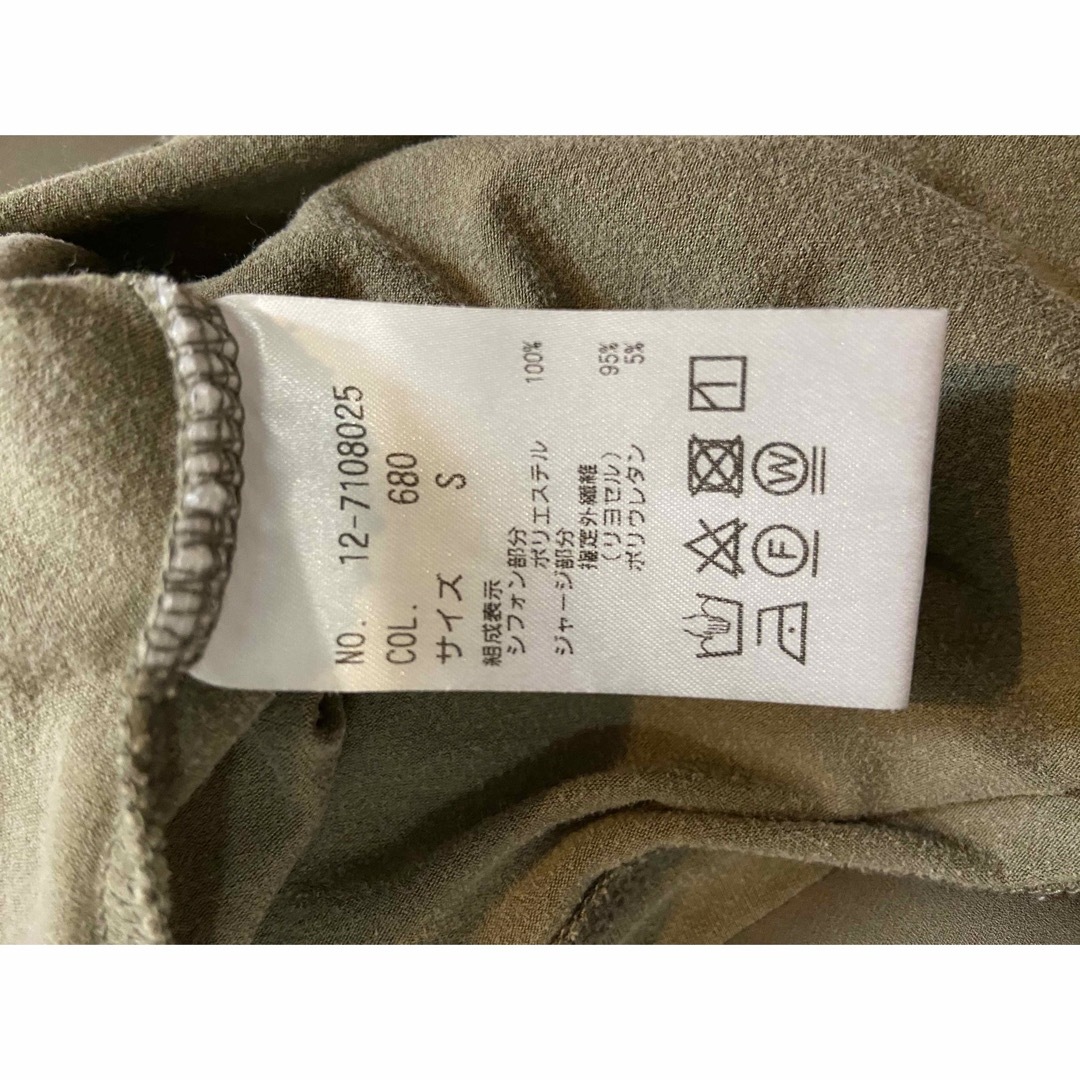 NO. 12-7108025
COL. 680
サイズ S
組成表示
シフォン部分
ポリエステル 100%
ジャージ部分
指定外繊維
(リヨセル) 95%
ポリウレタン 5%
F W